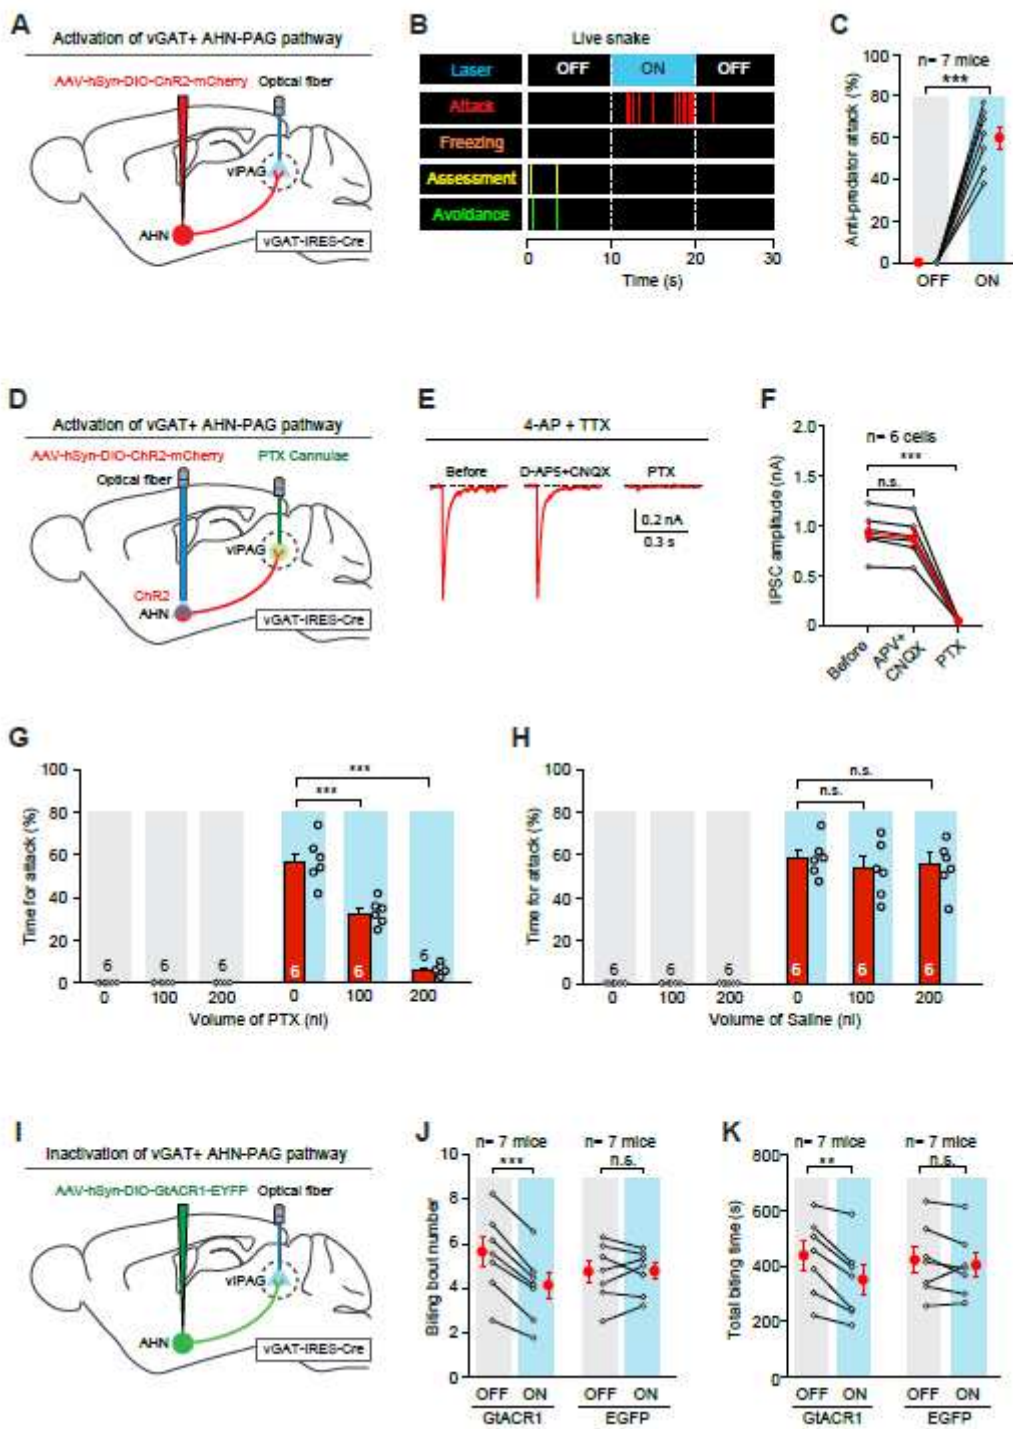 A
Activation of vGAT+ AHN-PAG pathway
AAV-hSyn-DIO-ChR2-mCherry Optical fiber
vlPAG
AHN
vGAT-IRES-Cre
B
Live snake
Laser OFF ON OFF
Attack
Freezing
Assessment
Avoidance
0 10 20 30
Time (s)
C
n= 7 mice
***
Anti-predator attack (%)
100
80
60
40
20
0
OFF ON
D
Activation of vGAT+ AHN-PAG pathway
AAV-hSyn-DIO-ChR2-mCherry PTX Cannulae
Optical fiber
vlPAG
ChR2
AHN
vGAT-IRES-Cre
E
4-AP + TTX
Before D-AP5+CNQX PTX
0.2 nA
0.3 s
F
n= 6 cells
***
n.s.
IPSC amplitude (nA)
2.0
1.0
0.5
0
Before
APV+
CNQX
PTX
G
***
***
Time for attack (%)
100
80
60
40
20
0
6 6 6 6 6 6
0 100 200 0 100 200
Volume of PTX (nl)
H
n.s.
n.s.
Time for attack (%)
100
80
60
40
20
0
6 6 6 6 6 6
0 100 200 0 100 200
Volume of Saline (nl)
I
Inactivation of vGAT+ AHN-PAG pathway
AAV-hSyn-DIO-GtACR1-EYFP Optical fiber
vlPAG
AHN
vGAT-IRES-Cre
J
n= 7 mice n= 7 mice
*** n.s.
Biting bout number
10
8
6
4
2
0
OFF ON OFF ON
GtACR1 EGFP
K
n= 7 mice n= 7 mice
** n.s.
Total biting time (s)
800
600
400
200
0
OFF ON OFF ON
GtACR1 EGFP